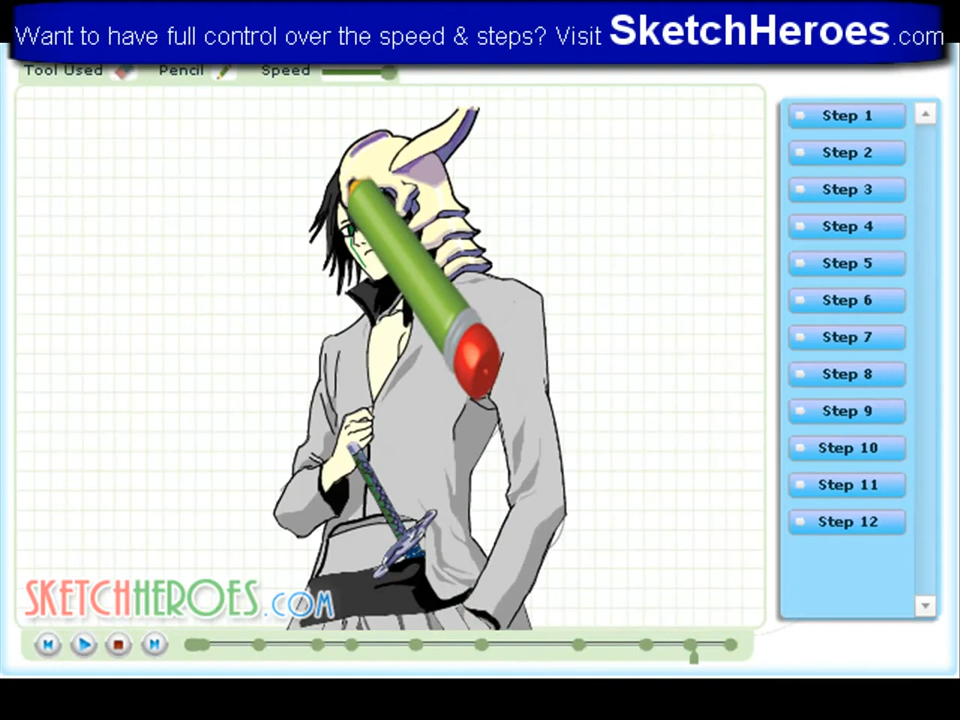 Want to have full control over the speed & steps? Visit SketchHeroes.com
Tool Used Pencil Speed
Step 1
Step 2
Step 3
Step 4
Step 5
Step 6
Step 7
Step 8
Step 9
Step 10
Step 11
Step 12
SKETCHHEROES.COM